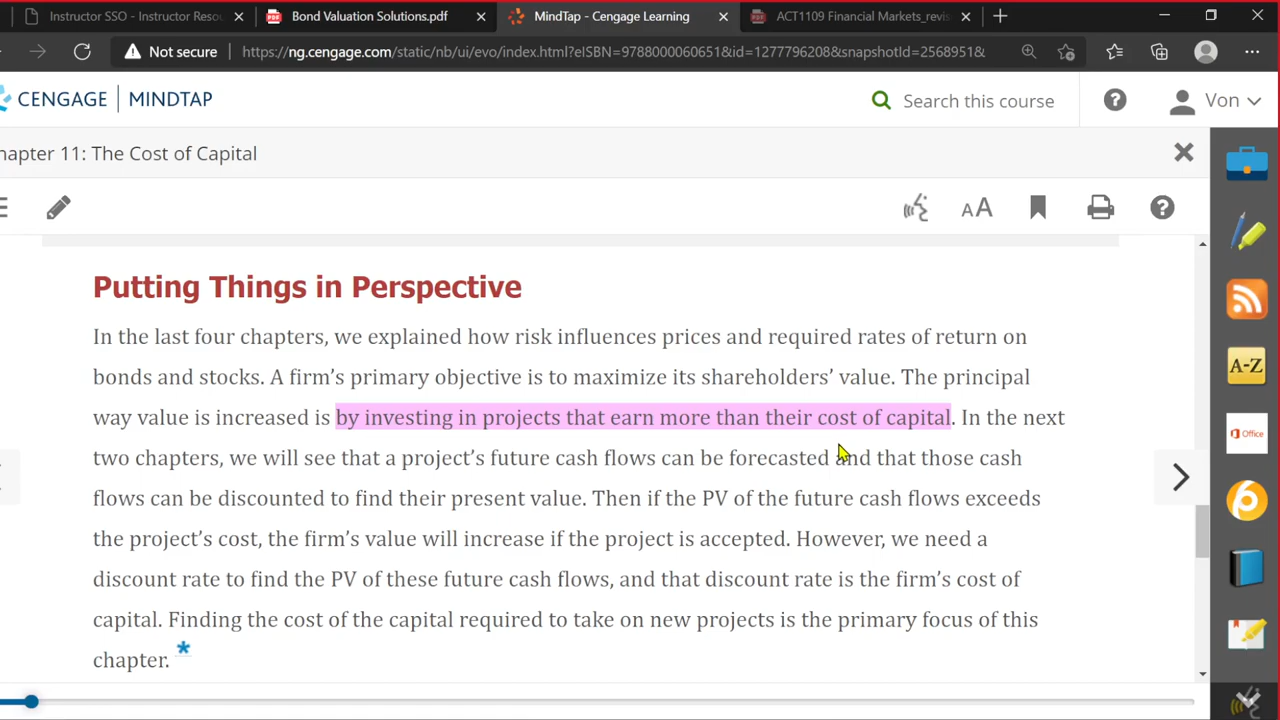 Instructor SSO - Instructor Resou
Bond Valuation Solutions.pdf
MindTap - Cengage Learning
ACT1109 Financial Markets_revis
Not secure
https://ng.cengage.com/static/nb/ui/evo/index.html?eISBN=9788000060651&id=1277796208&snapshotId=2568951&
CENGAGE | MINDTAP
Search this course
Von
hapter 11: The Cost of Capital
AA
Putting Things in Perspective
In the last four chapters, we explained how risk influences prices and required rates of return on
bonds and stocks. A firm's primary objective is to maximize its shareholders' value. The principal
way value is increased is by investing in projects that earn more than their cost of capital. In the next
two chapters, we will see that a project's future cash flows can be forecasted and that those cash
flows can be discounted to find their present value. Then if the PV of the future cash flows exceeds
the project's cost, the firm's value will increase if the project is accepted. However, we need a
discount rate to find the PV of these future cash flows, and that discount rate is the firm's cost of
capital. Finding the cost of the capital required to take on new projects is the primary focus of this
chapter. *
A-Z
Office